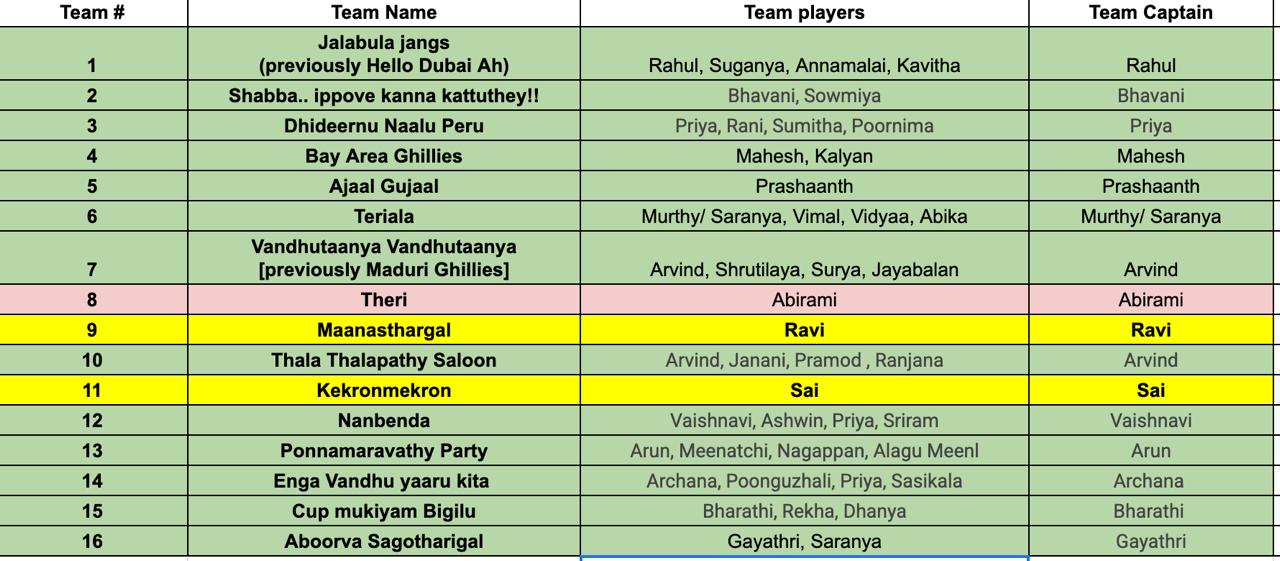 Team # Team Name Team players Team Captain
Jalabula jangs
(previously Hello Dubai Ah)
1 Rahul, Suganya, Annamalai, Kavitha Rahul
2 Shabba.. ippove kanna kattuthey!! Bhavani, Sowmiya Bhavani
3 Dhideernu Naalu Peru Priya, Rani, Sumitha, Poornima Priya
4 Bay Area Ghillies Mahesh, Kalyan Mahesh
5 Ajaal Gujaal Prashaanth Prashaanth
6 Teriala Murthy/ Saranya, Vimal, Vidyaa, Abika Murthy/ Saranya
Vandhutaanya Vandhutaanya
[previously Maduri Ghillies]
7 Arvind, Shrutilaya, Surya, Jayabalan Arvind
8 Theri Abirami Abirami
9 Maanasthargal Ravi Ravi
10 Thala Thalapathy Saloon Arvind, Janani, Pramod , Ranjana Arvind
11 Kekronmekron Sai Sai
12 Nanbenda Vaishnavi, Ashwin, Priya, Sriram Vaishnavi
13 Ponnamaravathy Party Arun, Meenatchi, Nagappan, Alagu Meenl Arun
14 Enga Vandhu yaaru kita Archana, Poonguzhali, Priya, Sasikala Archana
15 Cup mukiyam Bigilu Bharathi, Rekha, Dhanya Bharathi
16 Aboorva Sagotharigal Gayathri, Saranya Gayathri